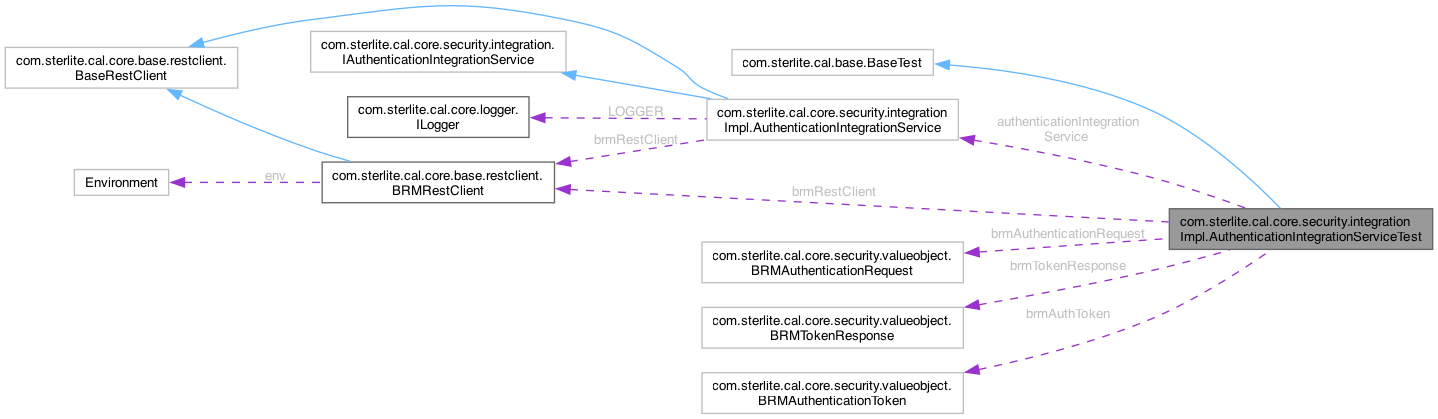 com.sterlite.cal.core.base.restclient.
BaseRestClient
com.sterlite.cal.core.security.integration.
IAuthenticationIntegrationService
com.sterlite.cal.base.BaseTest
com.sterlite.cal.core.logger.
ILogger
LOGGER
com.sterlite.cal.core.security.integration
Impl.AuthenticationIntegrationService
authenticationIntegration
Service
brmRestClient
Environment
env
com.sterlite.cal.core.base.restclient.
BRMRestClient
brmRestClient
com.sterlite.cal.core.security.integration
Impl.AuthenticationIntegrationServiceTest
brmAuthenticationRequest
com.sterlite.cal.core.security.valueobject.
BRMAuthenticationRequest
brmTokenResponse
com.sterlite.cal.core.security.valueobject.
BRMTokenResponse
brmAuthToken
com.sterlite.cal.core.security.valueobject.
BRMAuthenticationToken